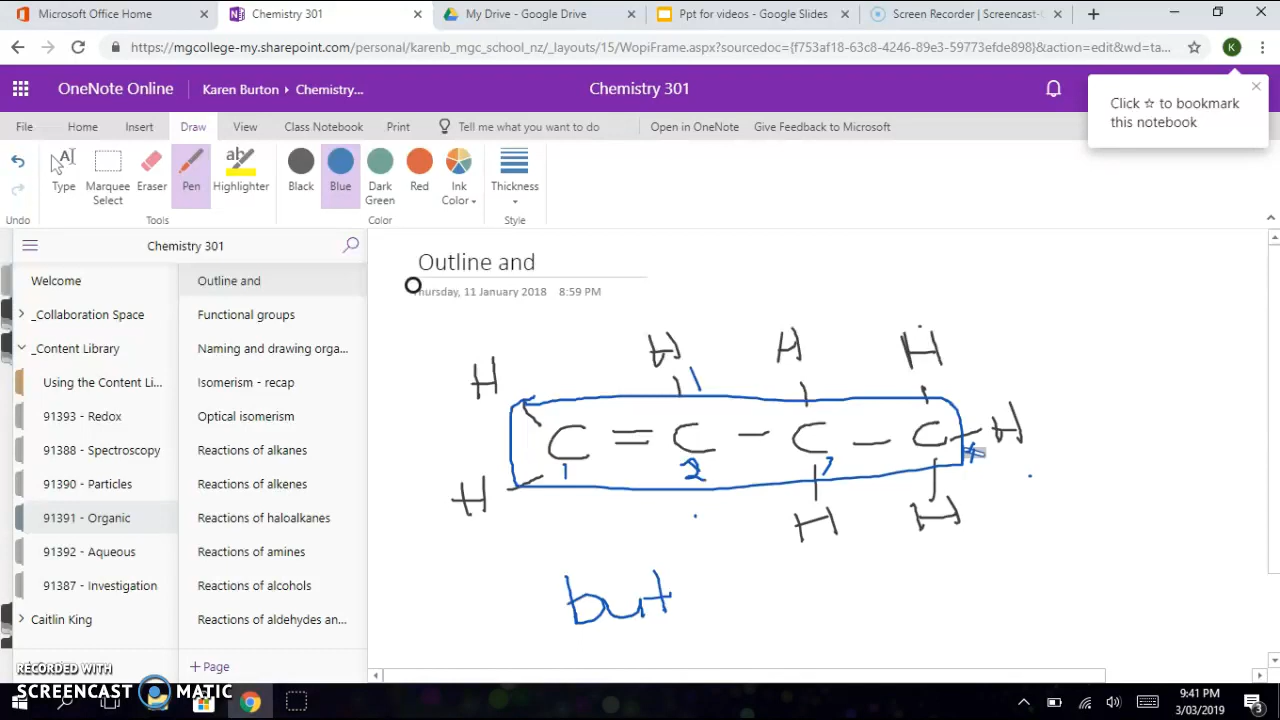 Microsoft Office Home
Chemistry 301
My Drive - Google Drive
Ppt for videos - Google Slides
Screen Recorder | Screencast-
https://mgcollege-my.sharepoint.com/personal/karenb_mgc_school_nz/_layouts/15/WopiFrame.aspx?sourcedoc={f753af18-63c8-4246-89e3-59773efde898}&action=edit&wd=ta...
K
OneNote Online
Karen Burton › Chemistry...
Chemistry 301
Click ☆ to bookmark
this notebook
File
Home
Insert
Draw
View
Class Notebook
Print
Tell me what you want to do
Open in OneNote
Give Feedback to Microsoft
Type
Marquee
Select
Eraser
Pen
Highlighter
Black
Blue
Dark
Green
Red
Ink
Color
Thickness
Undo
Tools
Color
Style
Chemistry 301
Welcome
_Collaboration Space
_Content Library
Using the Content Li...
91393 - Redox
91388 - Spectroscopy
91390 - Particles
91391 - Organic
91392 - Aqueous
91387 - Investigation
Caitlin King
Outline and
Functional groups
Naming and drawing orga...
Isomerism - recap
Optical isomerism
Reactions of alkanes
Reactions of alkenes
Reactions of haloalkanes
Reactions of amines
Reactions of alcohols
Reactions of aldehydes an...
+ Page
Outline and
Thursday, 11 January 2018 8:59 PM
H H H H
C = C - C - C - H
1 2
H H H
but
RECORDED WITH
SCREENCAST MATIC
9:41 PM
3/03/2019
3